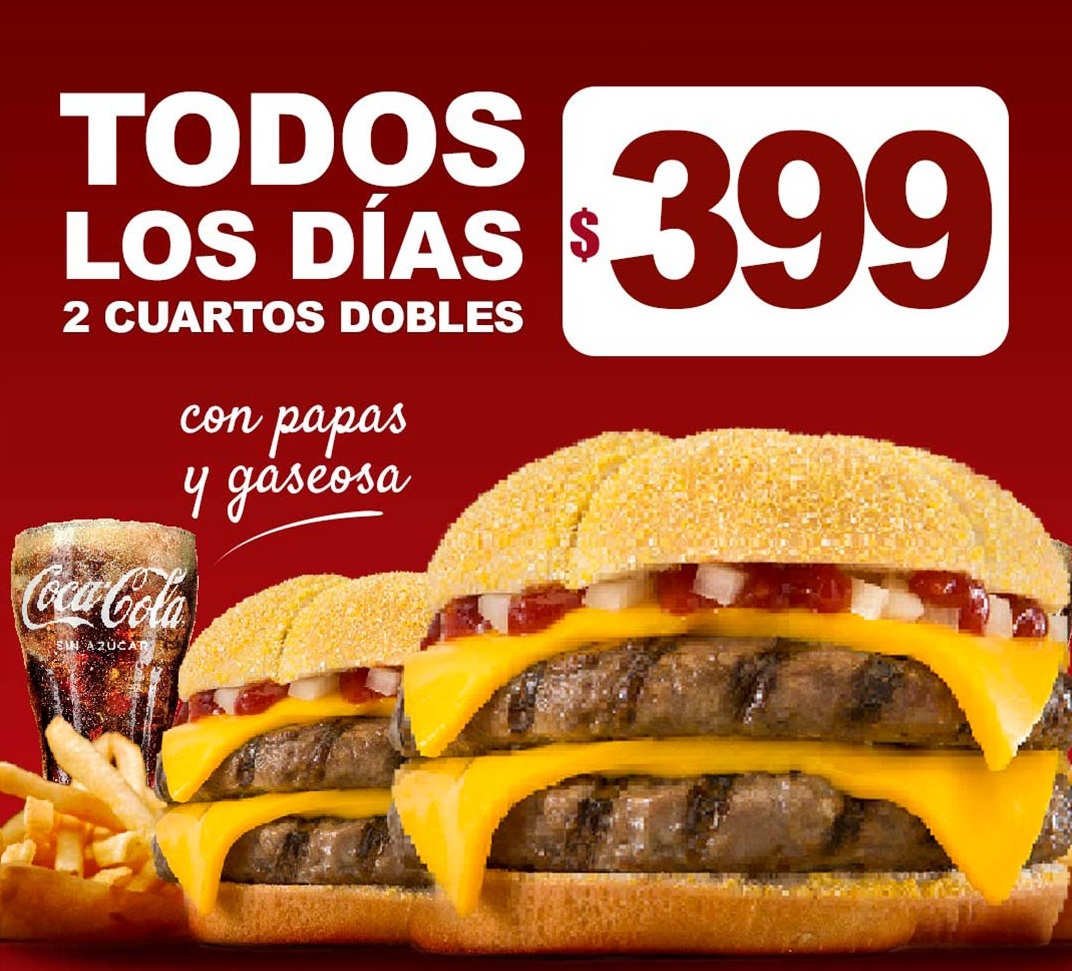 TODOS
LOS DÍAS
2 CUARTOS DOBLES
$399
con papas
y gaseosa
Coca-Cola
SIN AZÚCAR